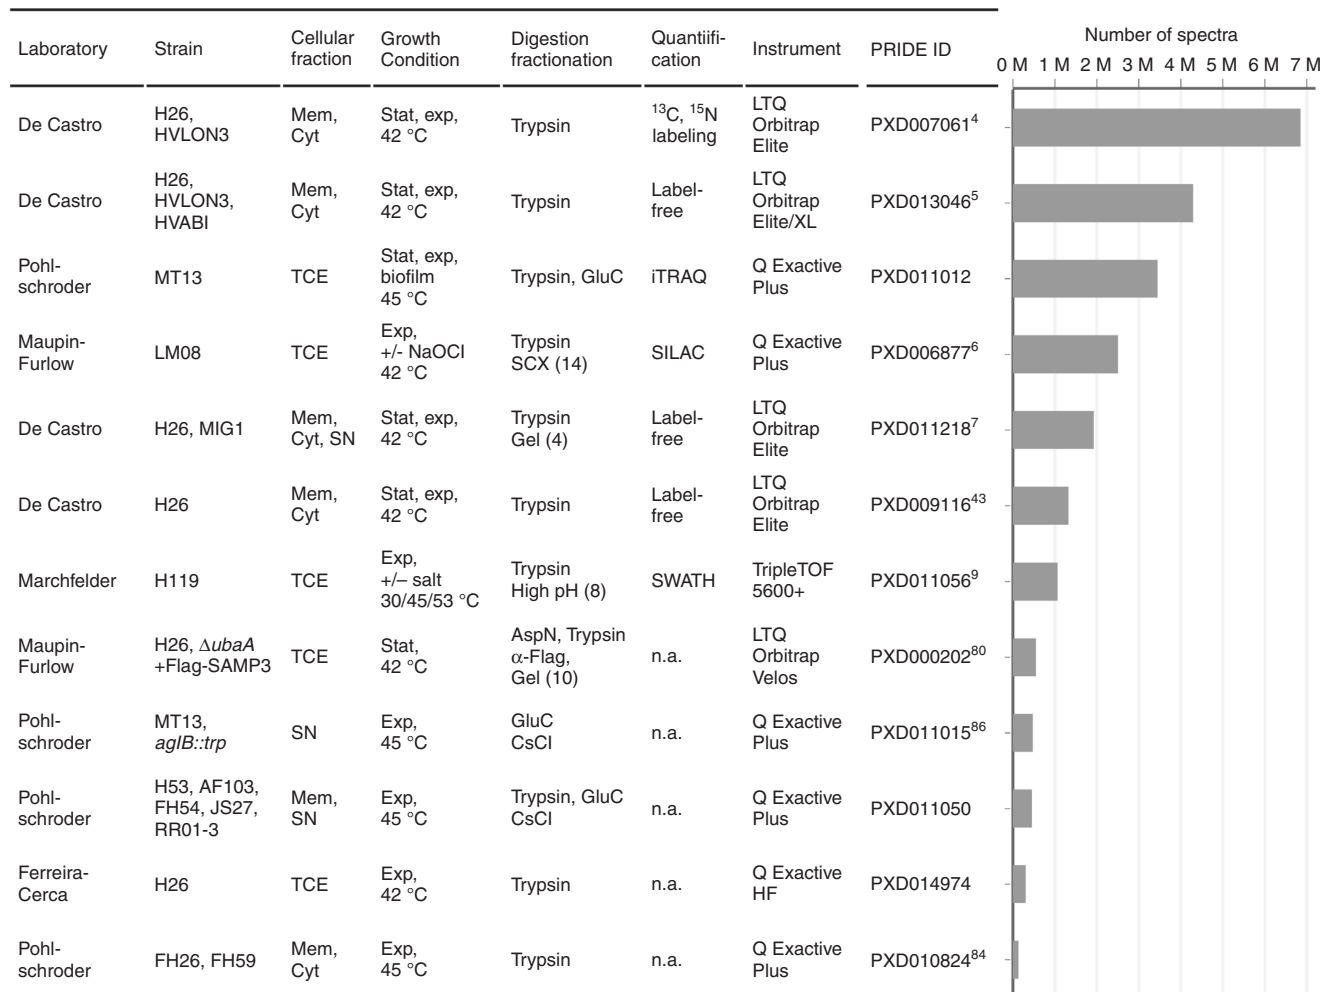 Laboratory Strain Cellular fraction Growth Condition Digestion fractionation Quantiifi-cation Instrument PRIDE ID Number of spectra
0 M 1 M 2 M 3 M 4 M 5 M 6 M 7 M
De Castro H26, HVLON3 Mem, Cyt Stat, exp, 42 °C Trypsin 13C, 15N labeling LTQ Orbitrap Elite PXD0070614
De Castro H26, HVLON3, HVABI Mem, Cyt Stat, exp, 42 °C Trypsin Label-free LTQ Orbitrap Elite/XL PXD0130465
Pohl-schroder MT13 TCE Stat, exp, biofilm 45 °C Trypsin, GluC iTRAQ Q Exactive Plus PXD011012
Maupin-Furlow LM08 TCE Exp, +/- NaOCl 42 °C Trypsin SCX (14) SILAC Q Exactive Plus PXD0068776
De Castro H26, MIG1 Mem, Cyt, SN Stat, exp, 42 °C Trypsin Gel (4) Label-free LTQ Orbitrap Elite PXD0112187
De Castro H26 Mem, Cyt Stat, exp, 42 °C Trypsin Label-free LTQ Orbitrap Elite PXD00911643
Marchfelder H119 TCE Exp, +/– salt 30/45/53 °C Trypsin High pH (8) SWATH TripleTOF 5600+ PXD0110569
Maupin-Furlow H26, ΔubaA +Flag-SAMP3 TCE Stat, 42 °C AspN, Trypsin α-Flag, Gel (10) n.a. LTQ Orbitrap Velos PXD00020280
Pohl-schroder MT13, aglB::trp SN Exp, 45 °C GluC CsCl n.a. Q Exactive Plus PXD01101586
Pohl-schroder H53, AF103, FH54, JS27, RR01-3 Mem, SN Exp, 45 °C Trypsin, GluC CsCl n.a. Q Exactive Plus PXD011050
Ferreira-Cerca H26 TCE Exp, 42 °C Trypsin n.a. Q Exactive HF PXD014974
Pohl-schroder FH26, FH59 Mem, Cyt Exp, 45 °C Trypsin n.a. Q Exactive Plus PXD01082484